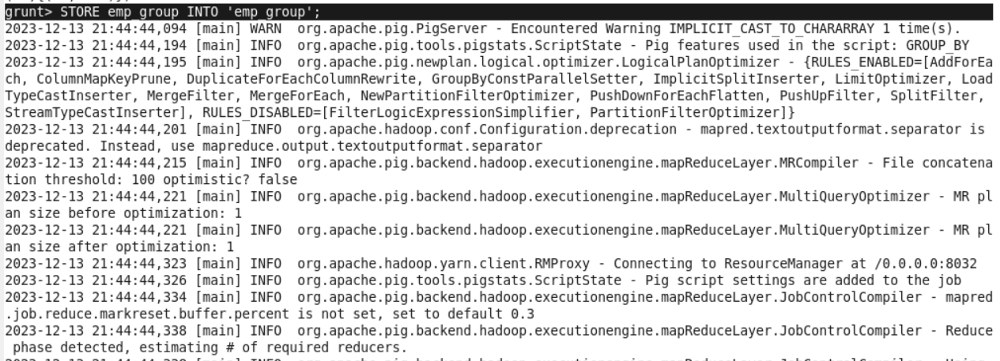 grunt> STORE emp_group INTO 'emp_group';
2023-12-13 21:44:44,094 [main] WARN  org.apache.pig.PigServer - Encountered Warning IMPLICIT_CAST_TO_CHARARRAY 1 time(s).
2023-12-13 21:44:44,194 [main] INFO  org.apache.pig.tools.pigstats.ScriptState - Pig features used in the script: GROUP_BY
2023-12-13 21:44:44,195 [main] INFO  org.apache.pig.newplan.logical.optimizer.LogicalPlanOptimizer - {RULES_ENABLED=[AddForEa
ch, ColumnMapKeyPrune, DuplicateForEachColumnRewrite, GroupByConstParallelSetter, ImplicitSplitInserter, LimitOptimizer, Load
TypeCastInserter, MergeFilter, MergeForEach, NewPartitionFilterOptimizer, PushDownForEachFlatten, PushUpFilter, SplitFilter,
StreamTypeCastInserter], RULES_DISABLED=[FilterLogicExpressionSimplifier, PartitionFilterOptimizer]}
2023-12-13 21:44:44,201 [main] INFO  org.apache.hadoop.conf.Configuration.deprecation - mapred.textoutputformat.separator is
deprecated. Instead, use mapreduce.output.textoutputformat.separator
2023-12-13 21:44:44,215 [main] INFO  org.apache.pig.backend.hadoop.executionengine.mapReduceLayer.MRCompiler - File concatena
tion threshold: 100 optimistic? false
2023-12-13 21:44:44,221 [main] INFO  org.apache.pig.backend.hadoop.executionengine.mapReduceLayer.MultiQueryOptimizer - MR pl
an size before optimization: 1
2023-12-13 21:44:44,221 [main] INFO  org.apache.pig.backend.hadoop.executionengine.mapReduceLayer.MultiQueryOptimizer - MR pl
an size after optimization: 1
2023-12-13 21:44:44,323 [main] INFO  org.apache.hadoop.yarn.client.RMProxy - Connecting to ResourceManager at /0.0.0.0:8032
2023-12-13 21:44:44,326 [main] INFO  org.apache.pig.tools.pigstats.ScriptState - Pig script settings are added to the job
2023-12-13 21:44:44,334 [main] INFO  org.apache.pig.backend.hadoop.executionengine.mapReduceLayer.JobControlCompiler - mapred
.job.reduce.markreset.buffer.percent is not set, set to default 0.3
2023-12-13 21:44:44,338 [main] INFO  org.apache.pig.backend.hadoop.executionengine.mapReduceLayer.JobControlCompiler - Reduce
 phase detected, estimating # of required reducers.